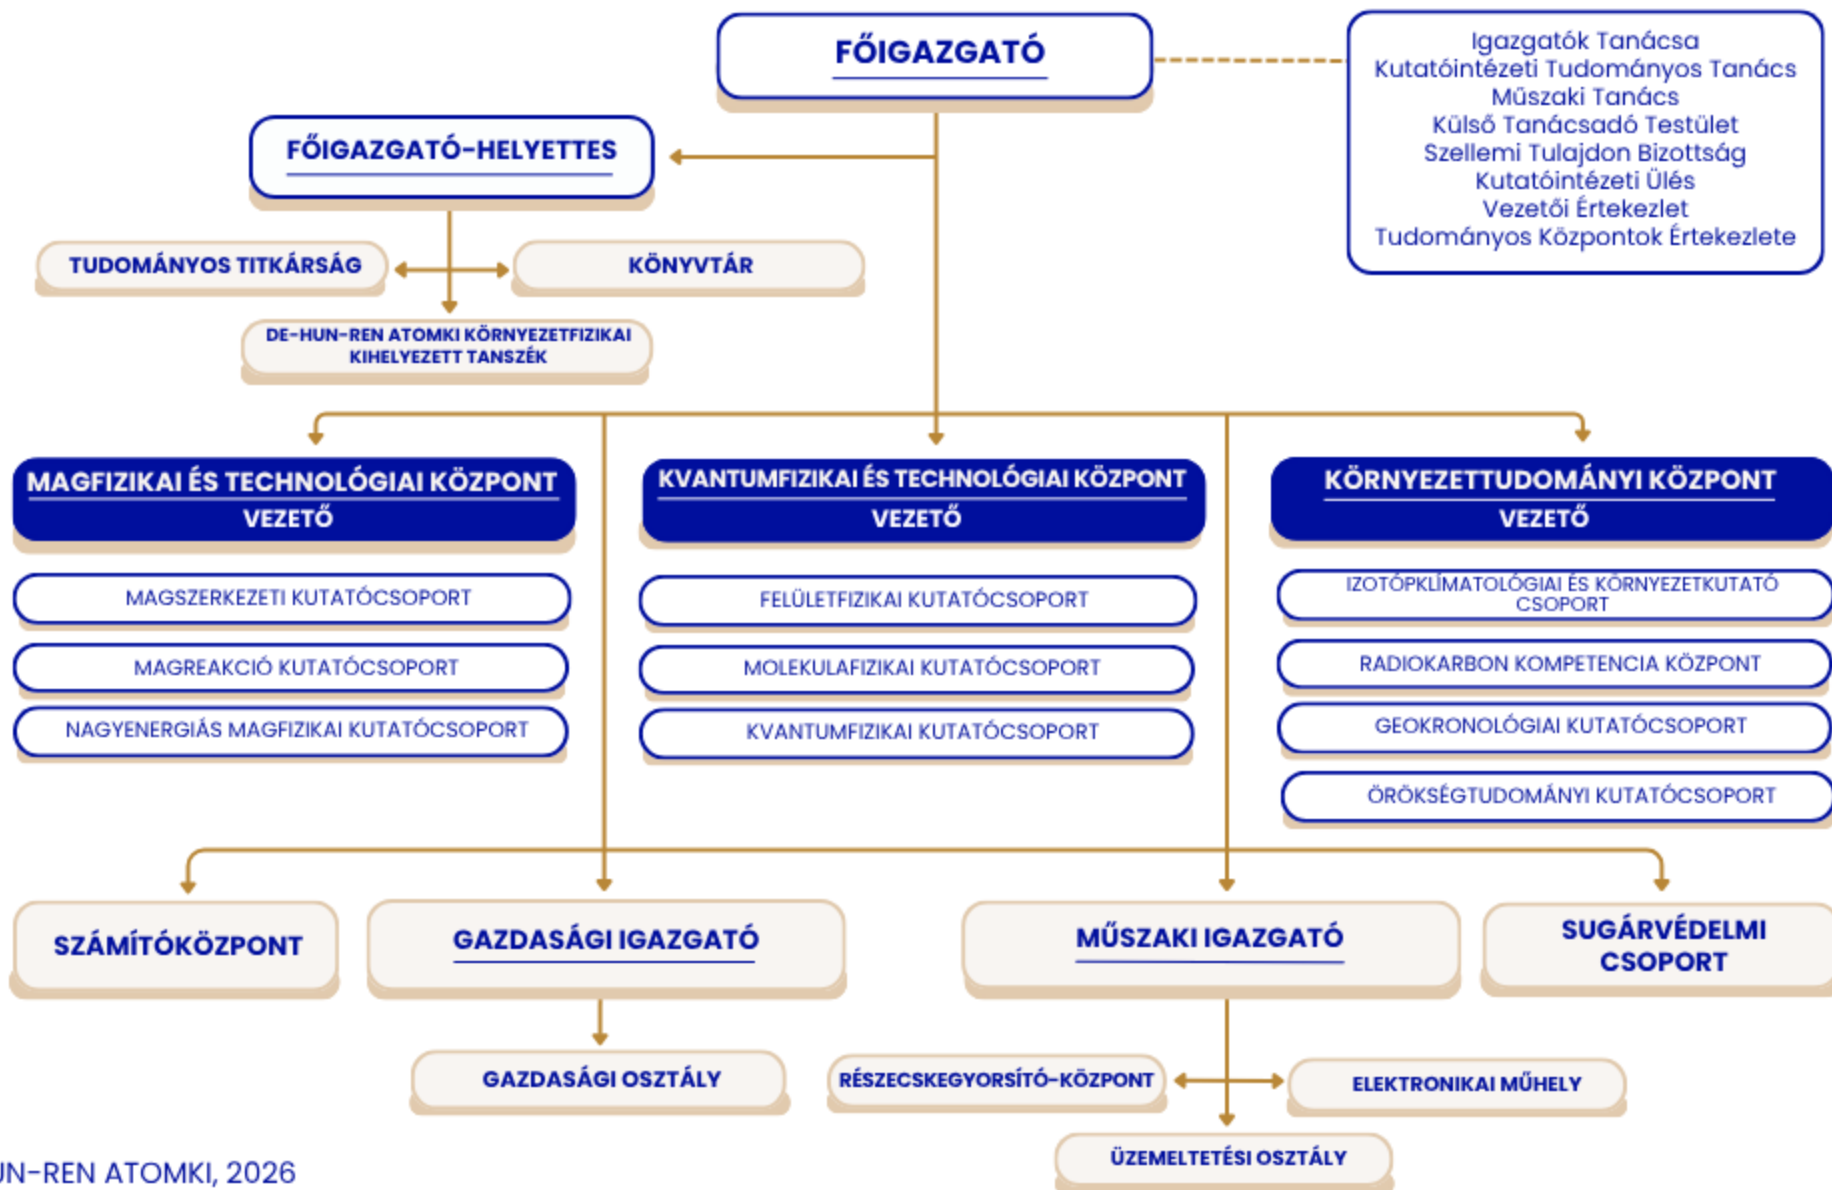 FŐIGAZGATÓ
Igazgatók Tanácsa
Kutatóintézeti Tudományos Tanács
Műszaki Tanács
Külső Tanácsadó Testület
Szellemi Tulajdon Bizottság
Kutatóintézeti Ülés
Vezetői Értekezlet
Tudományos Központok Értekezlete
FŐIGAZGATÓ-HELYETTES
TUDOMÁNYOS TITKÁRSÁG
KÖNYVTÁR
DE-HUN-REN ATOMKI KÖRNYEZETFIZIKAI
KIHELYEZETT TANSZÉK
MAGFIZIKAI ÉS TECHNOLÓGIAI KÖZPONT
VEZETŐ
MAGSZERKEZETI KUTATÓCSOPORT
MAGREAKCIÓ KUTATÓCSOPORT
NAGYENERGIÁS MAGFIZIKAI KUTATÓCSOPORT
KVANTUMFIZIKAI ÉS TECHNOLÓGIAI KÖZPONT
VEZETŐ
FELÜLETFIZIKAI KUTATÓCSOPORT
MOLEKULAFIZIKAI KUTATÓCSOPORT
KVANTUMFIZIKAI KUTATÓCSOPORT
KÖRNYEZETTUDOMÁNYI KÖZPONT
VEZETŐ
IZOTÓPKLÍMATOLÓGIAI ÉS KÖRNYEZETKUTATÓ
CSOPORT
RADIOKARBON KOMPETENCIA KÖZPONT
GEOKRONOLÓGIAI KUTATÓCSOPORT
ÖRÖKSÉGTUDOMÁNYI KUTATÓCSOPORT
SZÁMÍTÓKÖZPONT
GAZDASÁGI IGAZGATÓ
MŰSZAKI IGAZGATÓ
SUGÁRVÉDELMI
CSOPORT
GAZDASÁGI OSZTÁLY
RÉSZECSKEGYORSÍTÓ-KÖZPONT
ELEKTRONIKAI MŰHELY
ÜZEMELTETÉSI OSZTÁLY
UN-REN ATOMKI, 2026